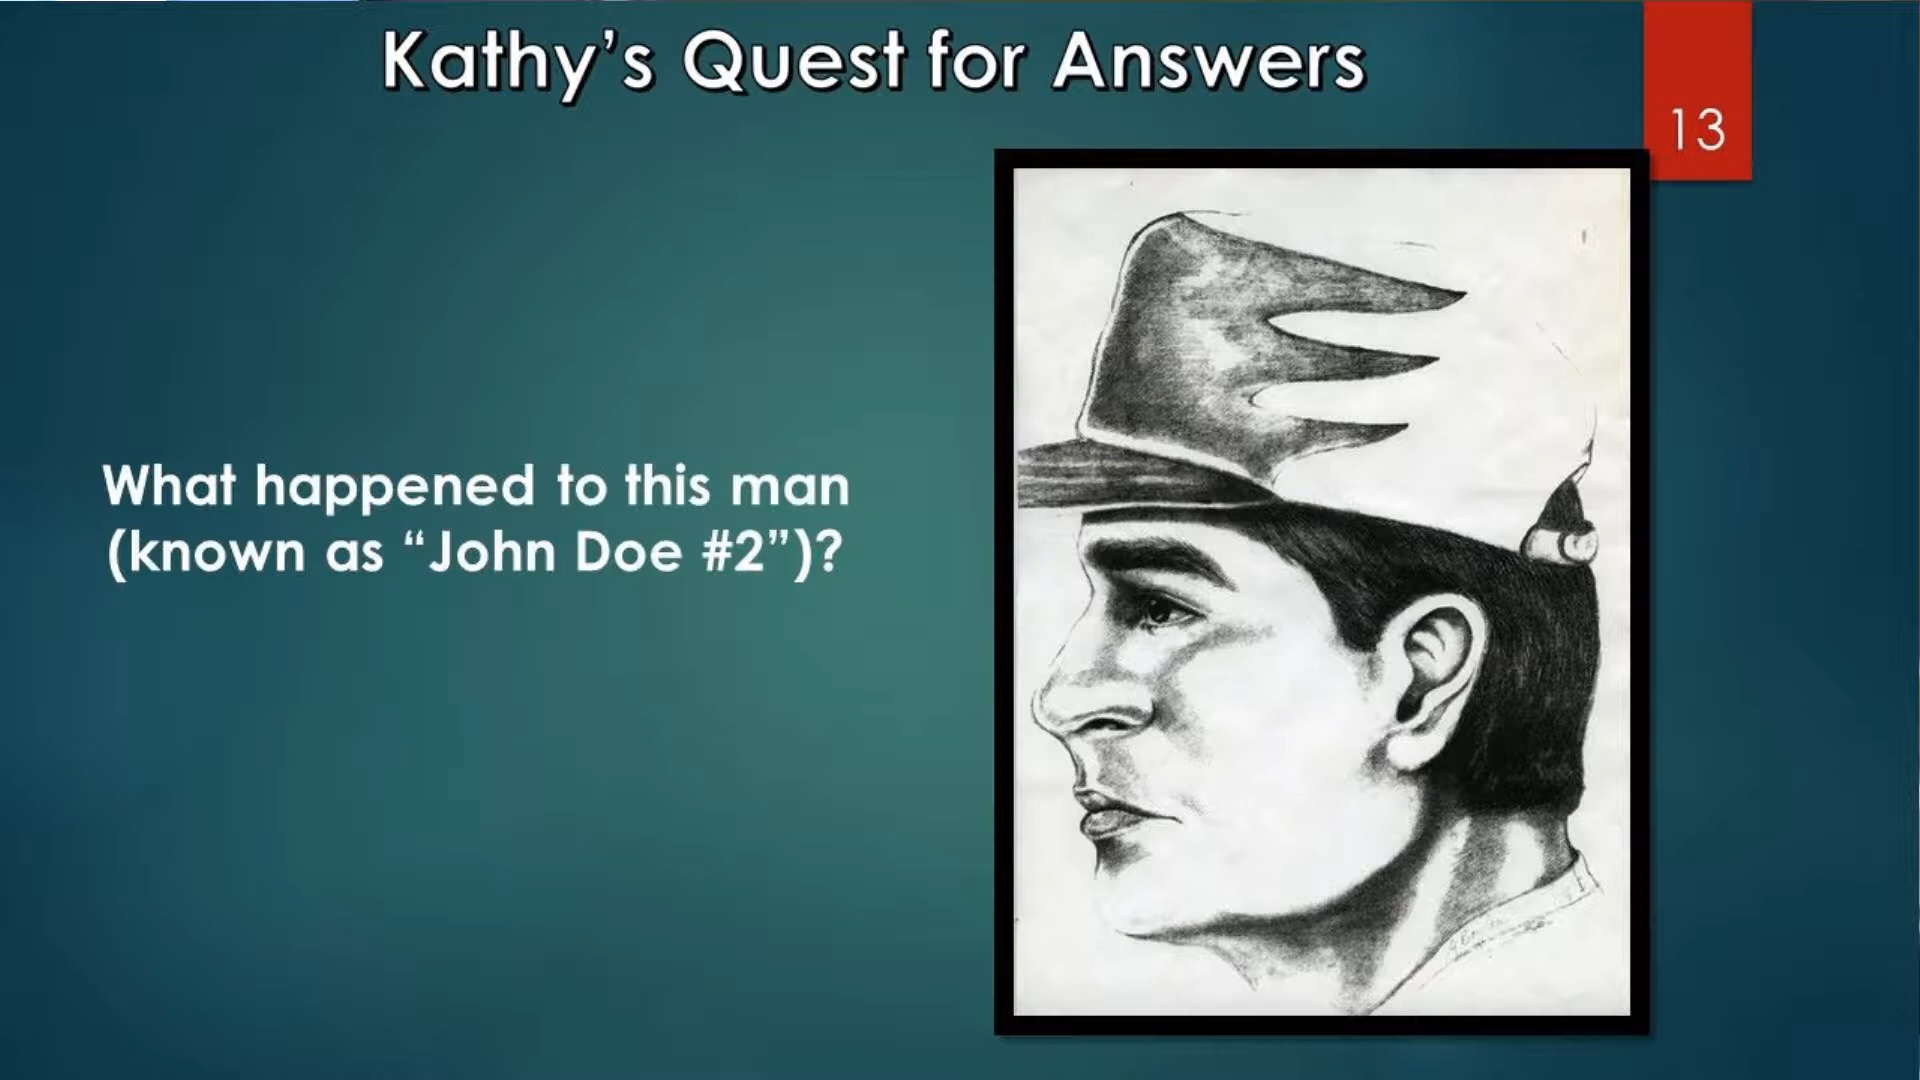 Kathy’s Quest for Answers
13
What happened to this man
(known as “John Doe #2”)?